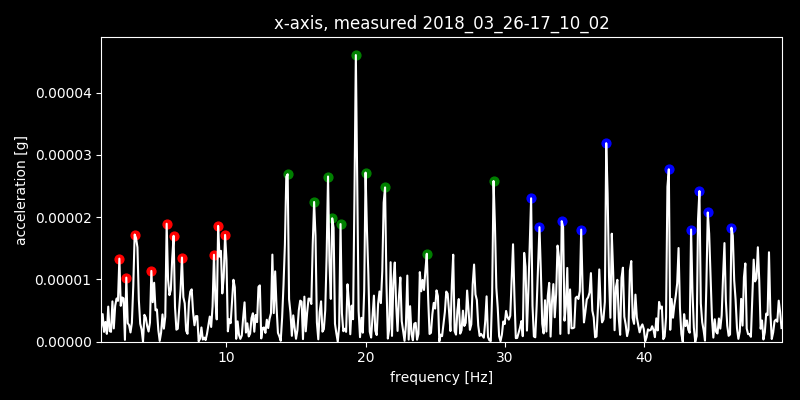 x-axis, measured 2018_03_26-17_10_02
acceleration [g]
0.00004
0.00003
0.00002
0.00001
0.00000
10 20 30 40
frequency [Hz]